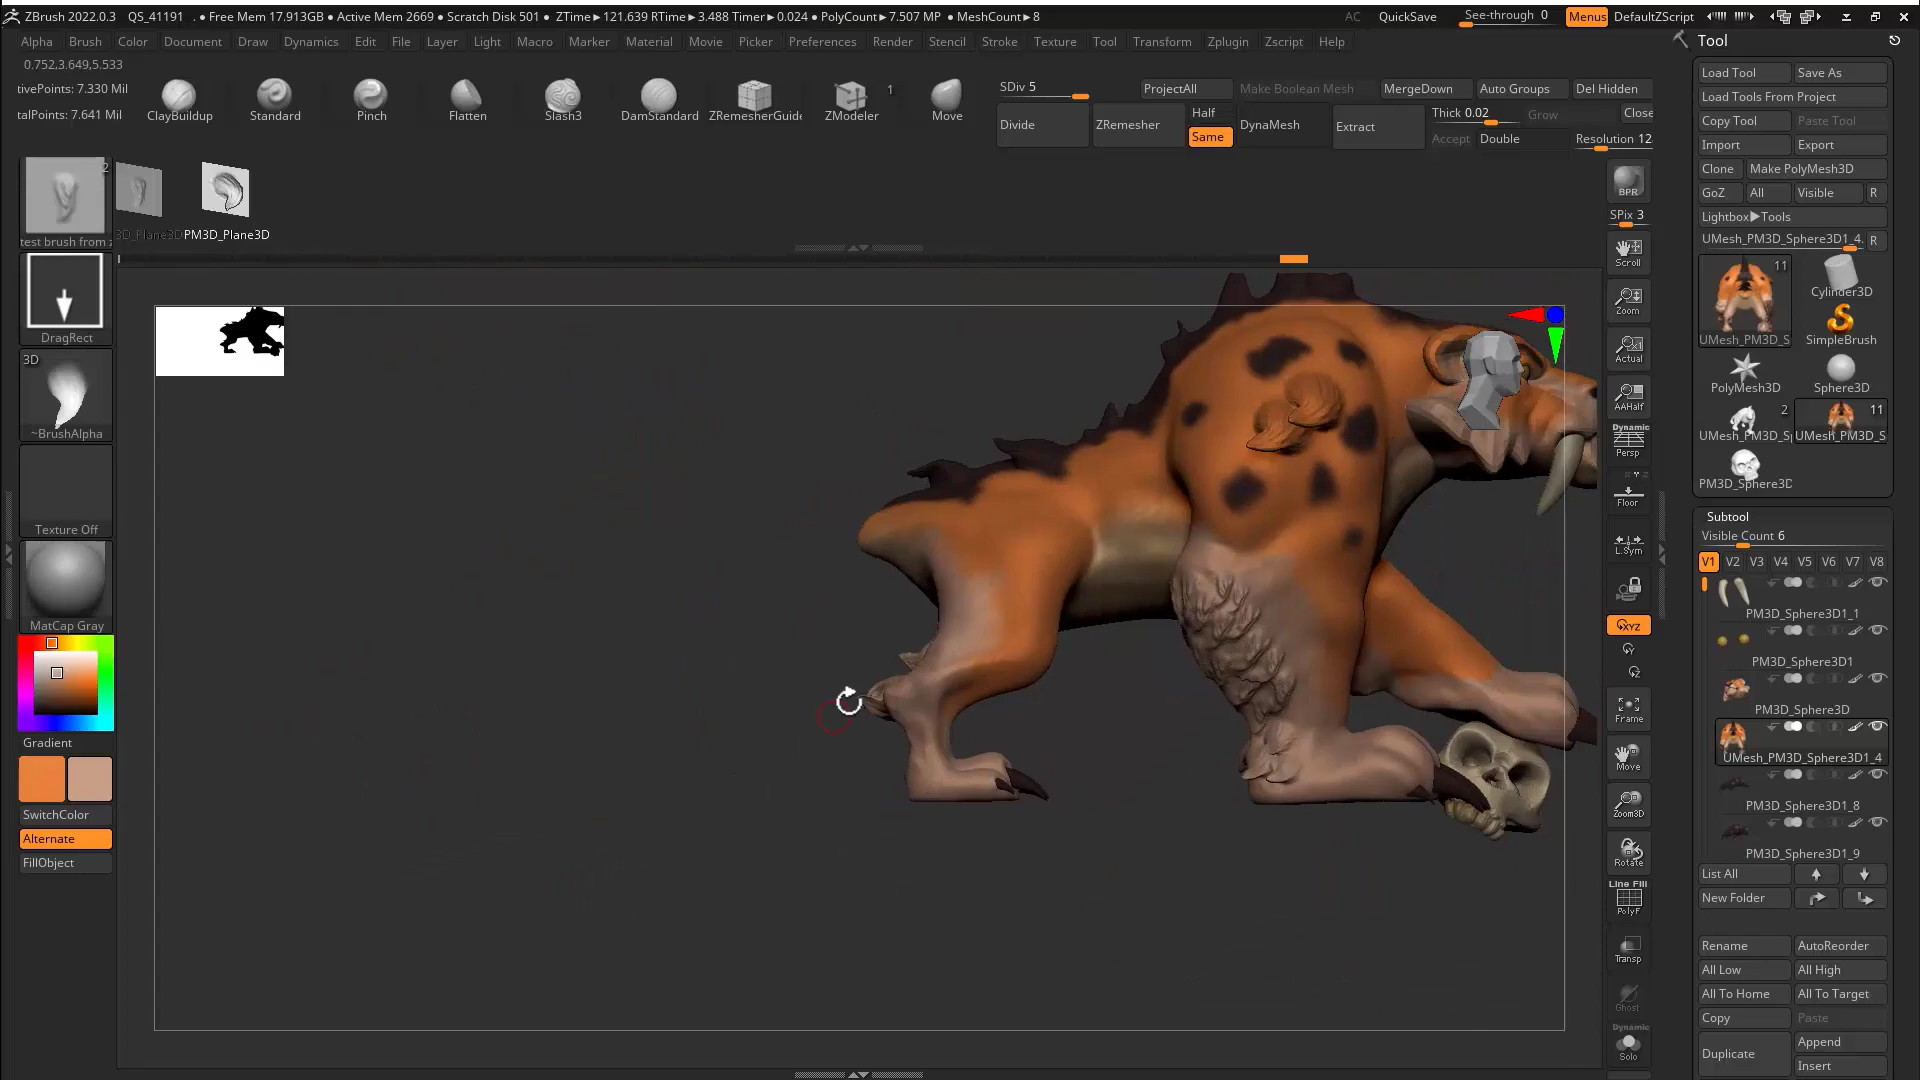 ZBrush 2022.0.3 QS_41191 . • Free Mem 17.913GB • Active Mem 2669 • Scratch Disk 501 • ZTime►121.639 RTime►3.488 Timer►0.024 • PolyCount►7.507 MP • MeshCount►8 AC QuickSave See-through 0 Menus DefaultZScript
Alpha Brush Color Document Draw Dynamics Edit File Layer Light Macro Marker Material Movie Picker Preferences Render Stencil Stroke Texture Tool Transform Zplugin Zscript Help
Tool
0.752,3.649,5.533
tivePoints: 7.330 Mil
talPoints: 7.641 Mil
ClayBuildup Standard Pinch Flatten Slash3 DamStandard ZRemesherGuide ZModeler 1 Move
SDiv 5 ProjectAll Make Boolean Mesh MergeDown Auto Groups Del Hidden
Divide ZRemesher Half Same DynaMesh Extract Thick 0.02 Grow Close
Accept Double Resolution 12
2
test brush from
3D_Plane3D PM3D_Plane3D
DragRect
3D
~BrushAlpha
Texture Off
MatCap Gray
Gradient
SwitchColor
Alternate
FillObject
BPR
SPix 3
Scroll
Zoom
Actual
AAHalf
Dynamic
Persp
Floor
L.Sym
XYZ
Y
Z
Frame
Move
Zoom3D
Rotate
Line Fill
PolyF
Transp
Ghost
Dynamic
Solo
Load Tool Save As
Load Tools From Project
Copy Tool Paste Tool
Import Export
Clone Make PolyMesh3D
GoZ All Visible R
Lightbox►Tools
UMesh_PM3D_Sphere3D1_4. R
11
UMesh_PM3D_S Cylinder3D
SimpleBrush
PolyMesh3D Sphere3D
2 11
UMesh_PM3D_S UMesh_PM3D_S
PM3D_Sphere3D
Subtool
Visible Count 6
V1 V2 V3 V4 V5 V6 V7 V8
PM3D_Sphere3D1_1
PM3D_Sphere3D1
PM3D_Sphere3D
UMesh_PM3D_Sphere3D1_4
PM3D_Sphere3D1_8
PM3D_Sphere3D1_9
List All
New Folder
Rename AutoReorder
All Low All High
All To Home All To Target
Copy Paste
Duplicate Append
Insert